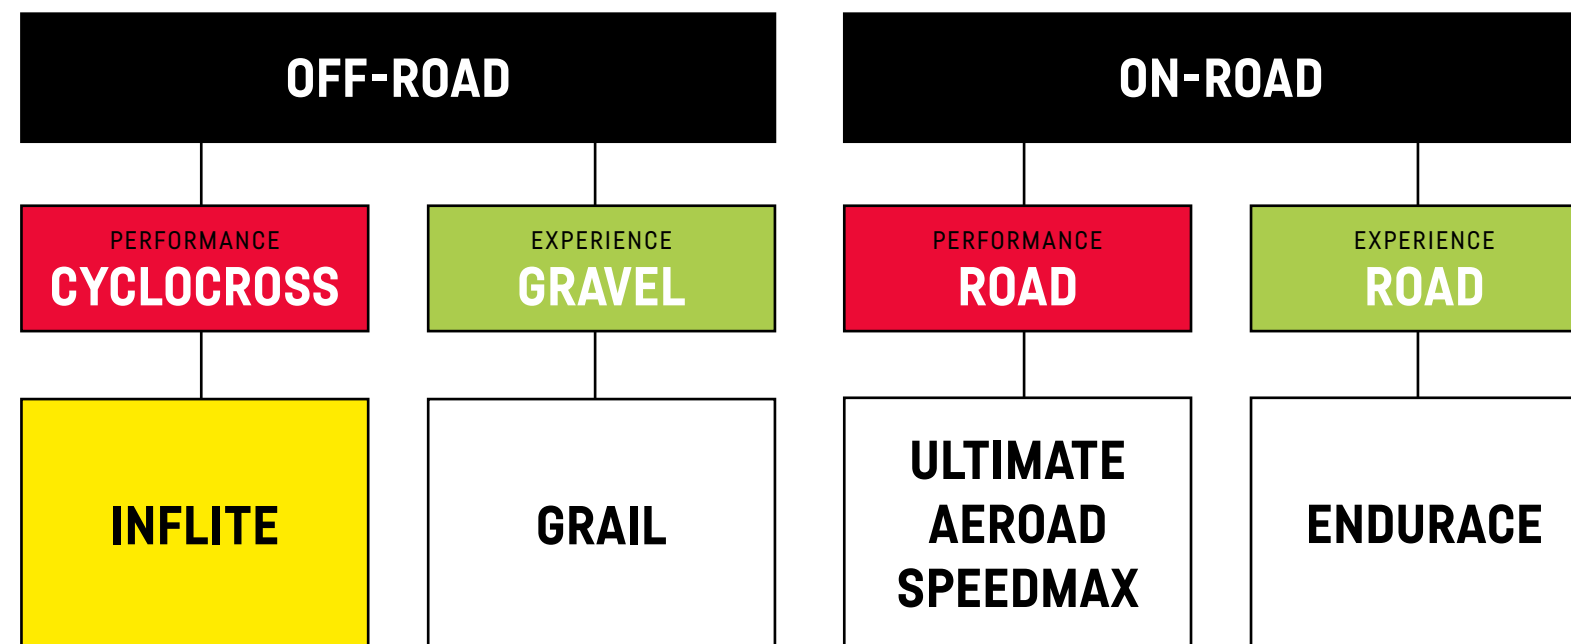 OFF-ROAD
ON-ROAD
PERFORMANCE
CYCLOCROSS
EXPERIENCE
GRAVEL
PERFORMANCE
ROAD
EXPERIENCE
ROAD
INFLITE
GRAIL
ULTIMATE
AEROAD
SPEEDMAX
ENDURACE